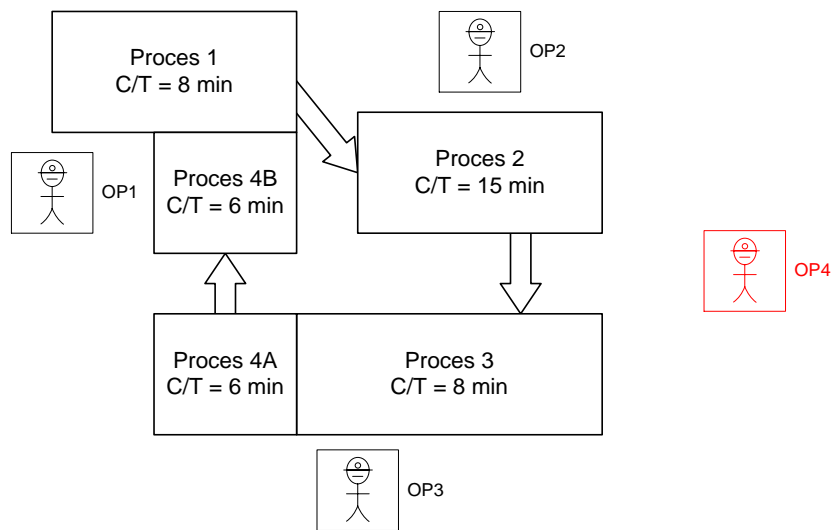 Proces 1
C/T = 8 min
OP2
Proces 2
C/T = 15 min
Proces 4B
C/T = 6 min
OP1
OP4
Proces 4A
C/T = 6 min
Proces 3
C/T = 8 min
OP3